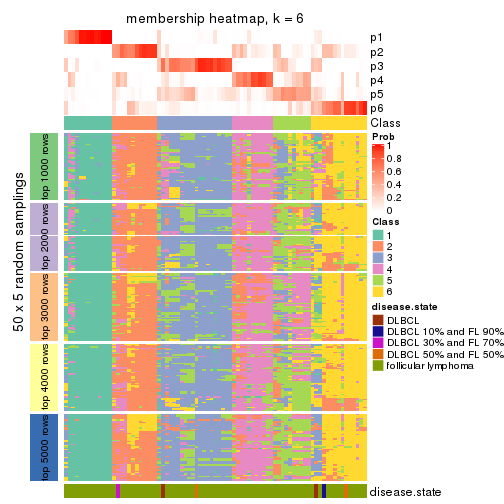 membership heatmap, k = 6
p1
p2
p3
p4
p5
p6
Class
Prob
1
0.8
0.6
0.4
0.2
0
Class
1
2
3
4
5
6
disease.state
DLBCL
DLBCL 10% and FL 90%
DLBCL 30% and FL 70%
DLBCL 50% and FL 50%
follicular lymphoma
50 x 5 random samplings
top 1000 rows
top 2000 rows
top 3000 rows
top 4000 rows
top 5000 rows
disease.state